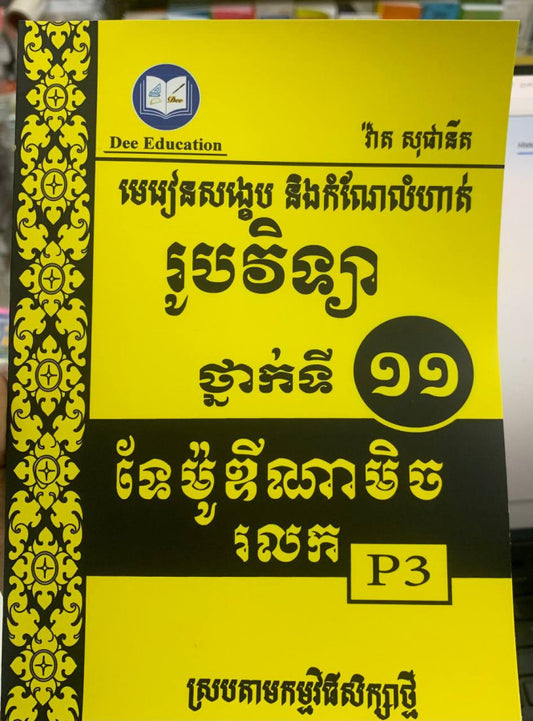 Dee
Dee Education
វ៉ាត សុផានីត
មេរៀនសង្ខេប និងកំណែលំហាត់
រូបវិទ្យា
ថ្នាក់ទី ១១
ទែម៉ូឌីណាមិច
រលក
P3
ស្របតាមកម្មវិធីសិក្សាថ្មី